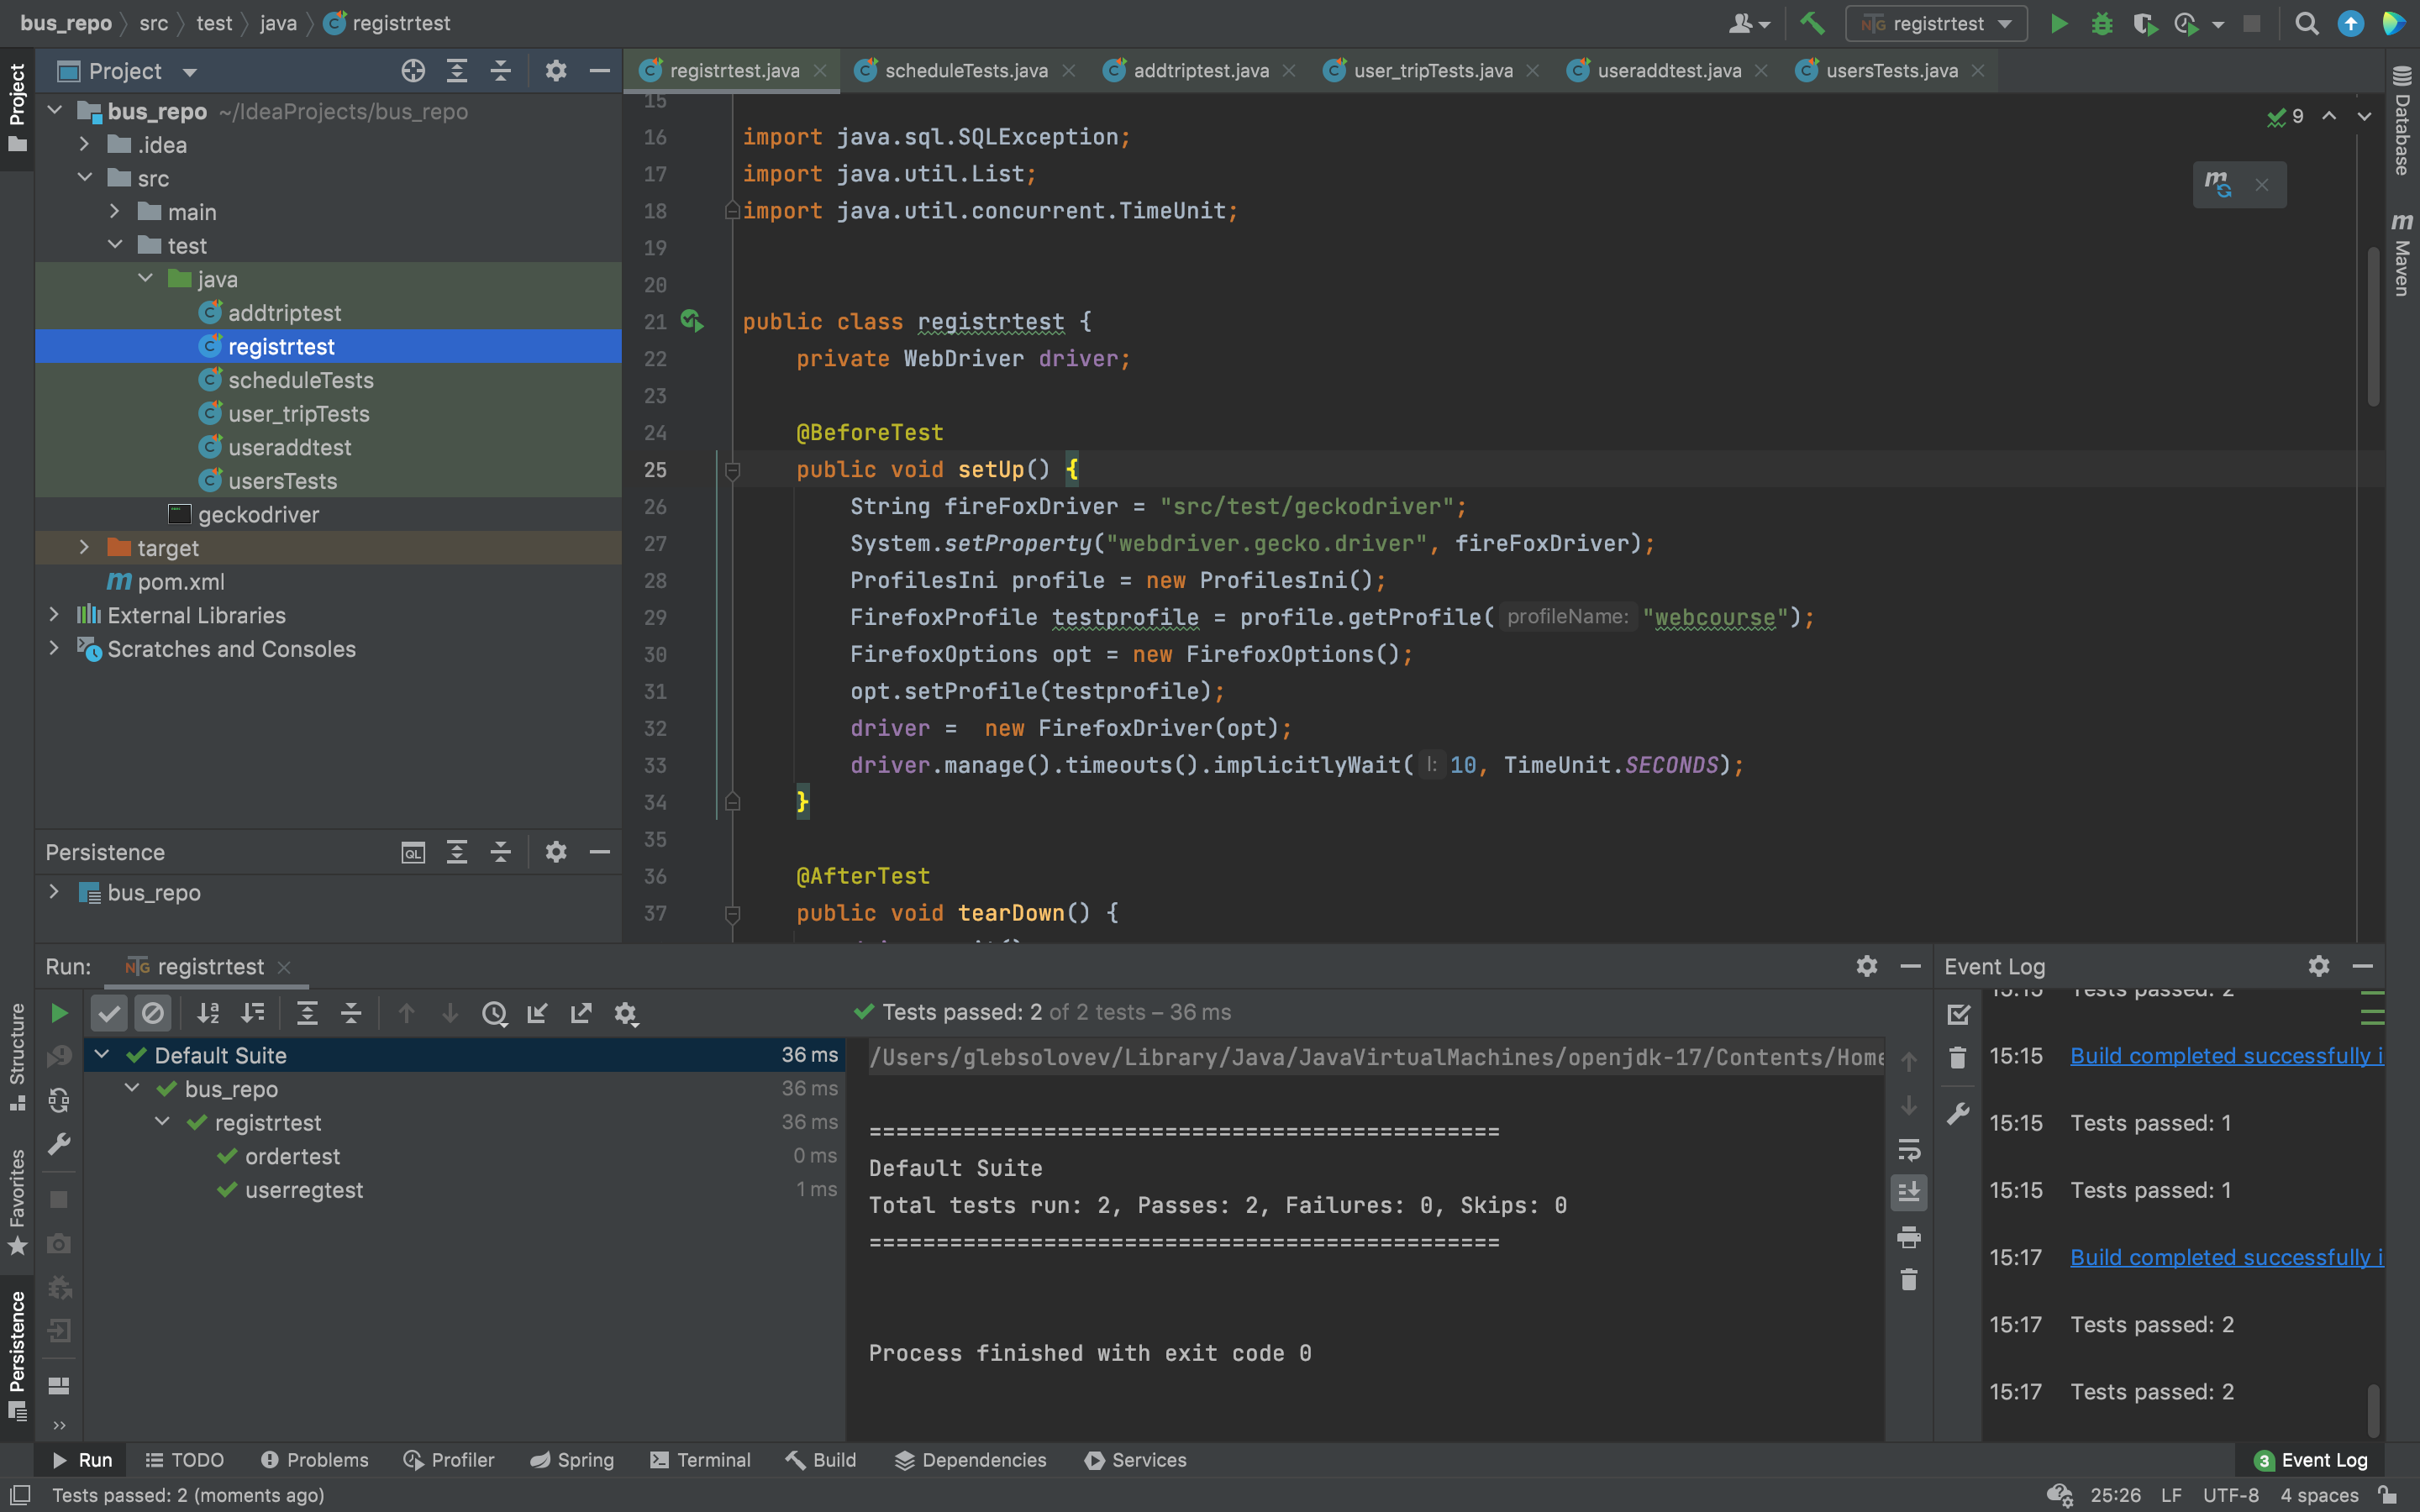 bus_repo src test java registrtest
registrtest
Project
Project
bus_repo ~/IdeaProjects/bus_repo
.idea
src
main
test
java
addtriptest
registrtest
scheduleTests
user_tripTests
useraddtest
usersTests
geckodriver
target
pom.xml
External Libraries
Scratches and Consoles
Persistence
bus_repo
registrtest.java scheduleTests.java addtriptest.java user_tripTests.java useraddtest.java usersTests.java
9
Database
Maven
15
16 import java.sql.SQLException;
17 import java.util.List;
18 import java.util.concurrent.TimeUnit;
19
20
21 public class registrtest {
22 private WebDriver driver;
23
24 @BeforeTest
25 public void setUp() {
26 String fireFoxDriver = "src/test/geckodriver";
27 System.setProperty("webdriver.gecko.driver", fireFoxDriver);
28 ProfilesIni profile = new ProfilesIni();
29 FirefoxProfile testprofile = profile.getProfile( profileName: "webcourse");
30 FirefoxOptions opt = new FirefoxOptions();
31 opt.setProfile(testprofile);
32 driver = new FirefoxDriver(opt);
33 driver.manage().timeouts().implicitlyWait( l: 10, TimeUnit.SECONDS);
34 }
35
36 @AfterTest
37 public void tearDown() {
Run: registrtest
Tests passed: 2 of 2 tests – 36 ms
Default Suite 36 ms
bus_repo 36 ms
registrtest 36 ms
ordertest 0 ms
userregtest 1 ms
/Users/glebsolovev/Library/Java/JavaVirtualMachines/openjdk-17/Contents/Home
===============================================
Default Suite
Total tests run: 2, Passes: 2, Failures: 0, Skips: 0
===============================================
Process finished with exit code 0
Event Log
15:15 Tests passed: 2
15:15 Build completed successfully i
15:15 Tests passed: 1
15:15 Tests passed: 1
15:17 Build completed successfully i
15:17 Tests passed: 2
15:17 Tests passed: 2
Structure
Favorites
Persistence
Run TODO Problems Profiler Spring Terminal Build Dependencies Services 3 Event Log
Tests passed: 2 (moments ago) 25:26 LF UTF-8 4 spaces